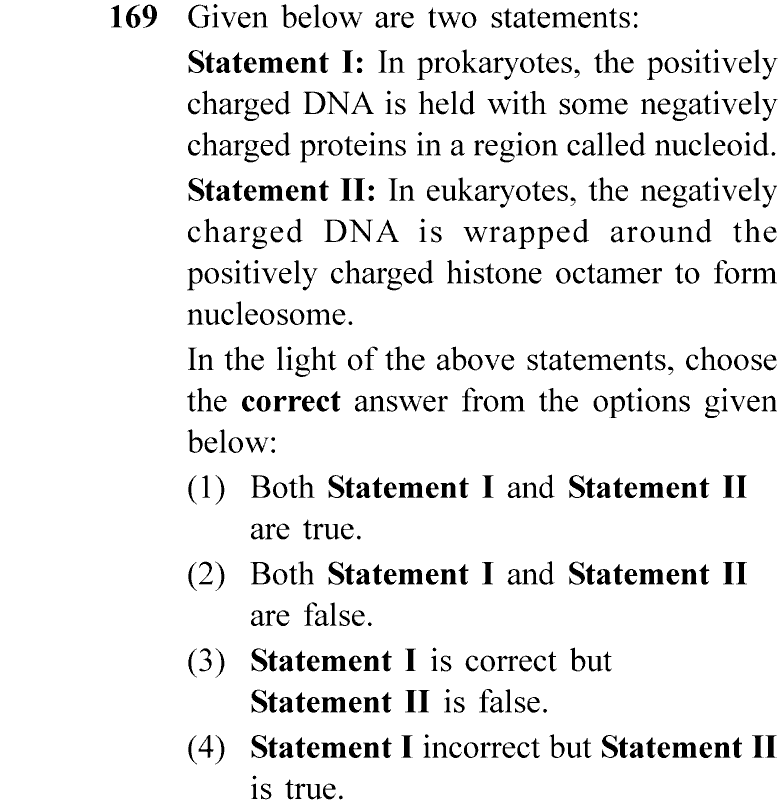 169 Given below are two statements:
Statement I: In prokaryotes, the positively
charged DNA is held with some negatively
charged proteins in a region called nucleoid.
Statement II: In eukaryotes, the negatively
charged DNA is wrapped around the
positively charged histone octamer to form
nucleosome.
In the light of the above statements, choose
the correct answer from the options given
below:
(1) Both Statement I and Statement II
are true.
(2) Both Statement I and Statement II
are false.
(3) Statement I is correct but
Statement II is false.
(4) Statement I incorrect but Statement II
is true.